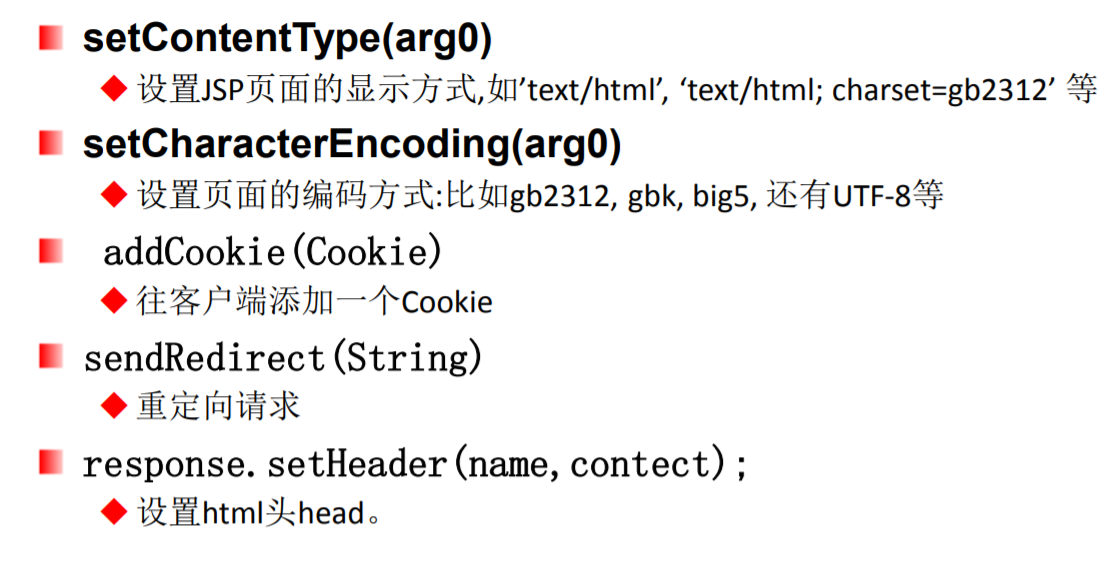 setContentType(arg0)
设置JSP页面的显示方式,如’text/html’, ‘text/html; charset=gb2312’ 等
setCharacterEncoding(arg0)
设置页面的编码方式:比如gb2312, gbk, big5, 还有UTF-8等
addCookie(Cookie)
往客户端添加一个Cookie
sendRedirect(String)
重定向请求
response.setHeader(name,contect);
设置html头head。